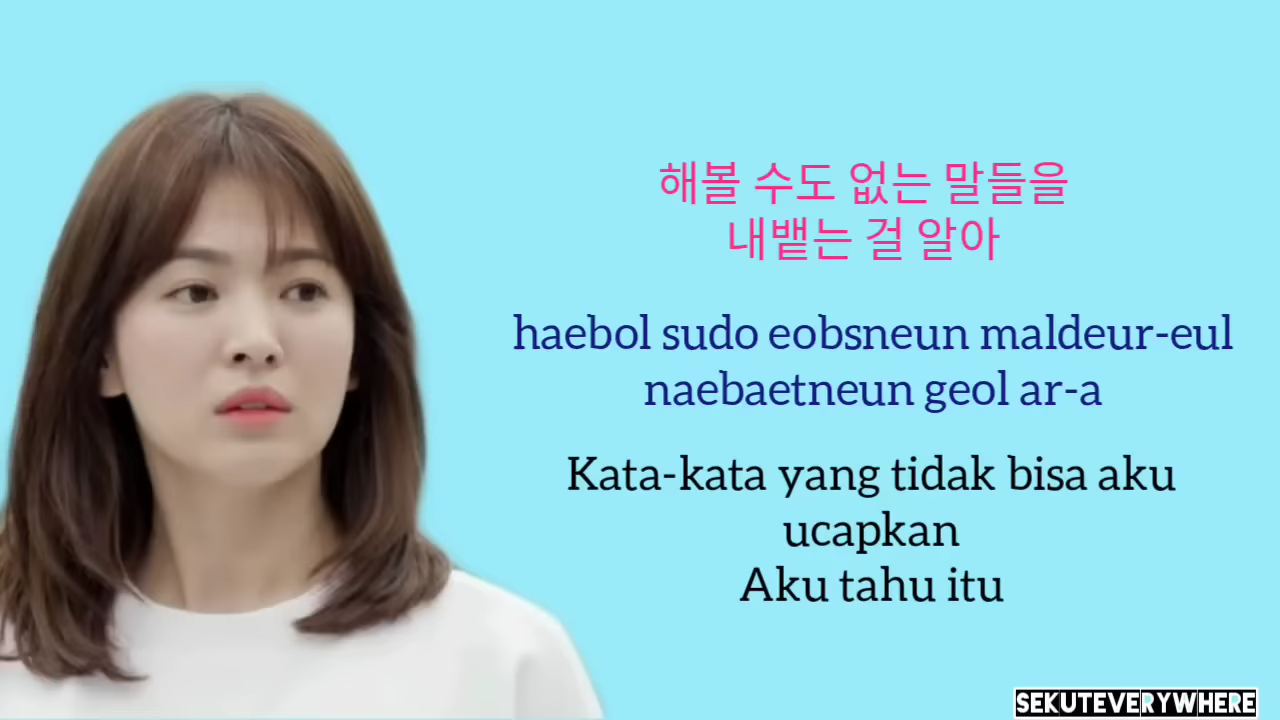 해볼 수도 없는 말들을
내뱉는 걸 알아
haebol sudo eobsneun maldeur-eul
naebaetneun geol ar-a
Kata-kata yang tidak bisa aku
ucapkan
Aku tahu itu
SEKUTEVERYWHERE